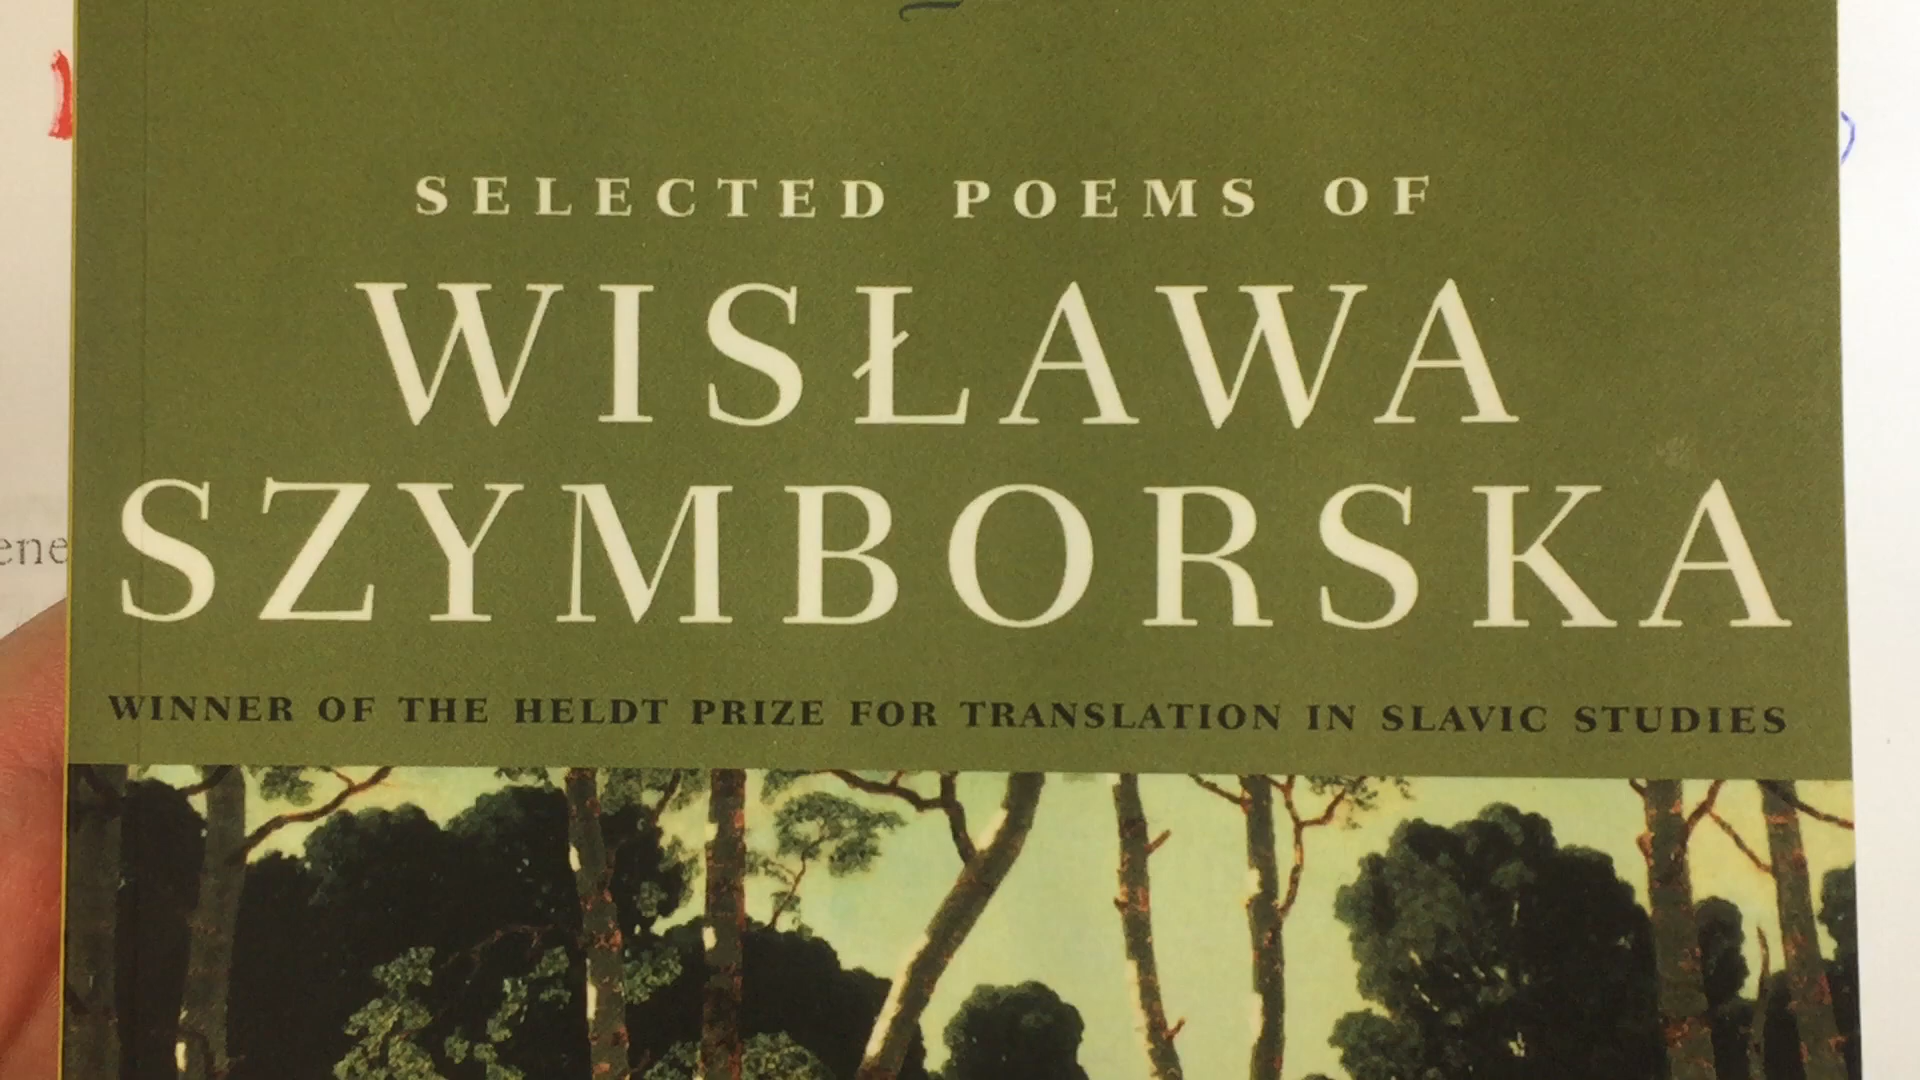 SELECTED POEMS OF
WISŁAWA
SZYMBORSKA
WINNER OF THE HELDT PRIZE FOR TRANSLATION IN SLAVIC STUDIES